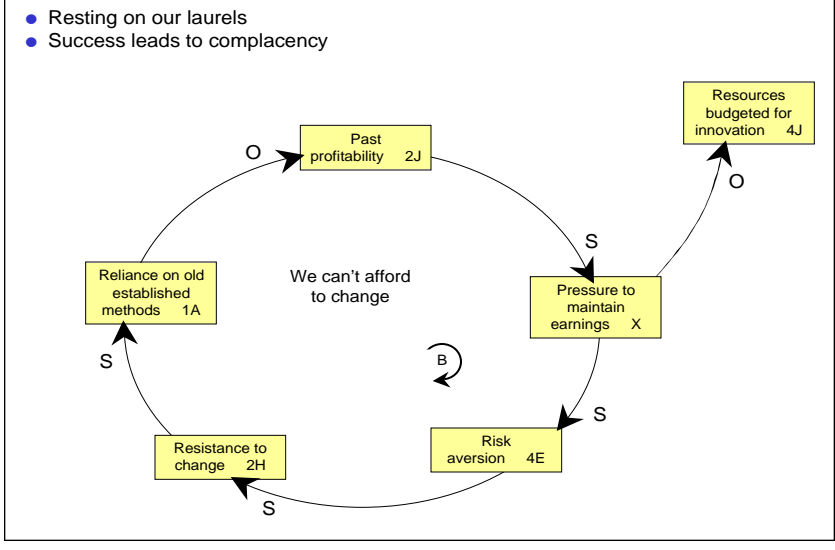 Resting on our laurels
Success leads to complacency
Resources
budgeted for
innovation 4J
O
Past
profitability 2J
O
S
Reliance on old
established
methods 1A
We can't afford
to change
Pressure to
maintain
earnings X
S
B
S
Resistance to
change 2H
Risk
aversion 4E
S